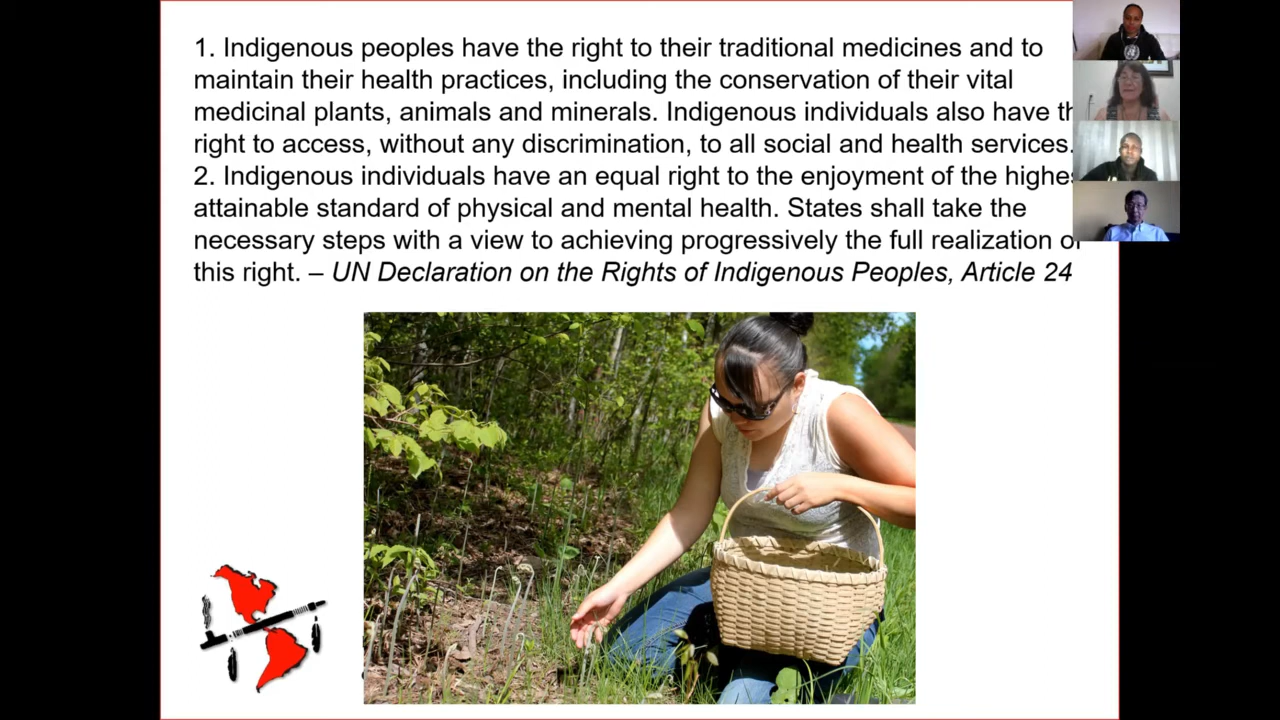 1. Indigenous peoples have the right to their traditional medicines and to
maintain their health practices, including the conservation of their vital
medicinal plants, animals and minerals. Indigenous individuals also have th
right to access, without any discrimination, to all social and health services.
2. Indigenous individuals have an equal right to the enjoyment of the highes
attainable standard of physical and mental health. States shall take the
necessary steps with a view to achieving progressively the full realization of
this right. – UN Declaration on the Rights of Indigenous Peoples, Article 24